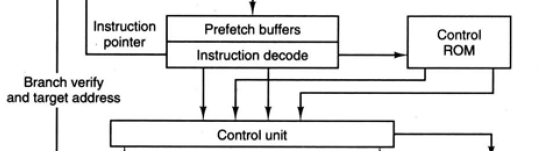 Instruction
pointer
Prefetch buffers
Instruction decode
Control
ROM
Branch verify
and target address
Control unit